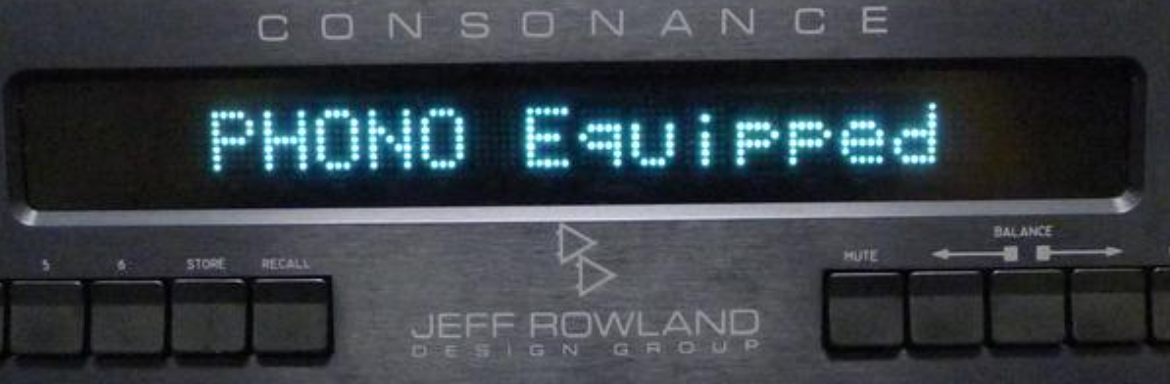 CONSONANCE
PHONO Equipped
5 6 STORE RECALL
MUTE BALANCE
JEFF ROWLAND
DESIGN GROUP